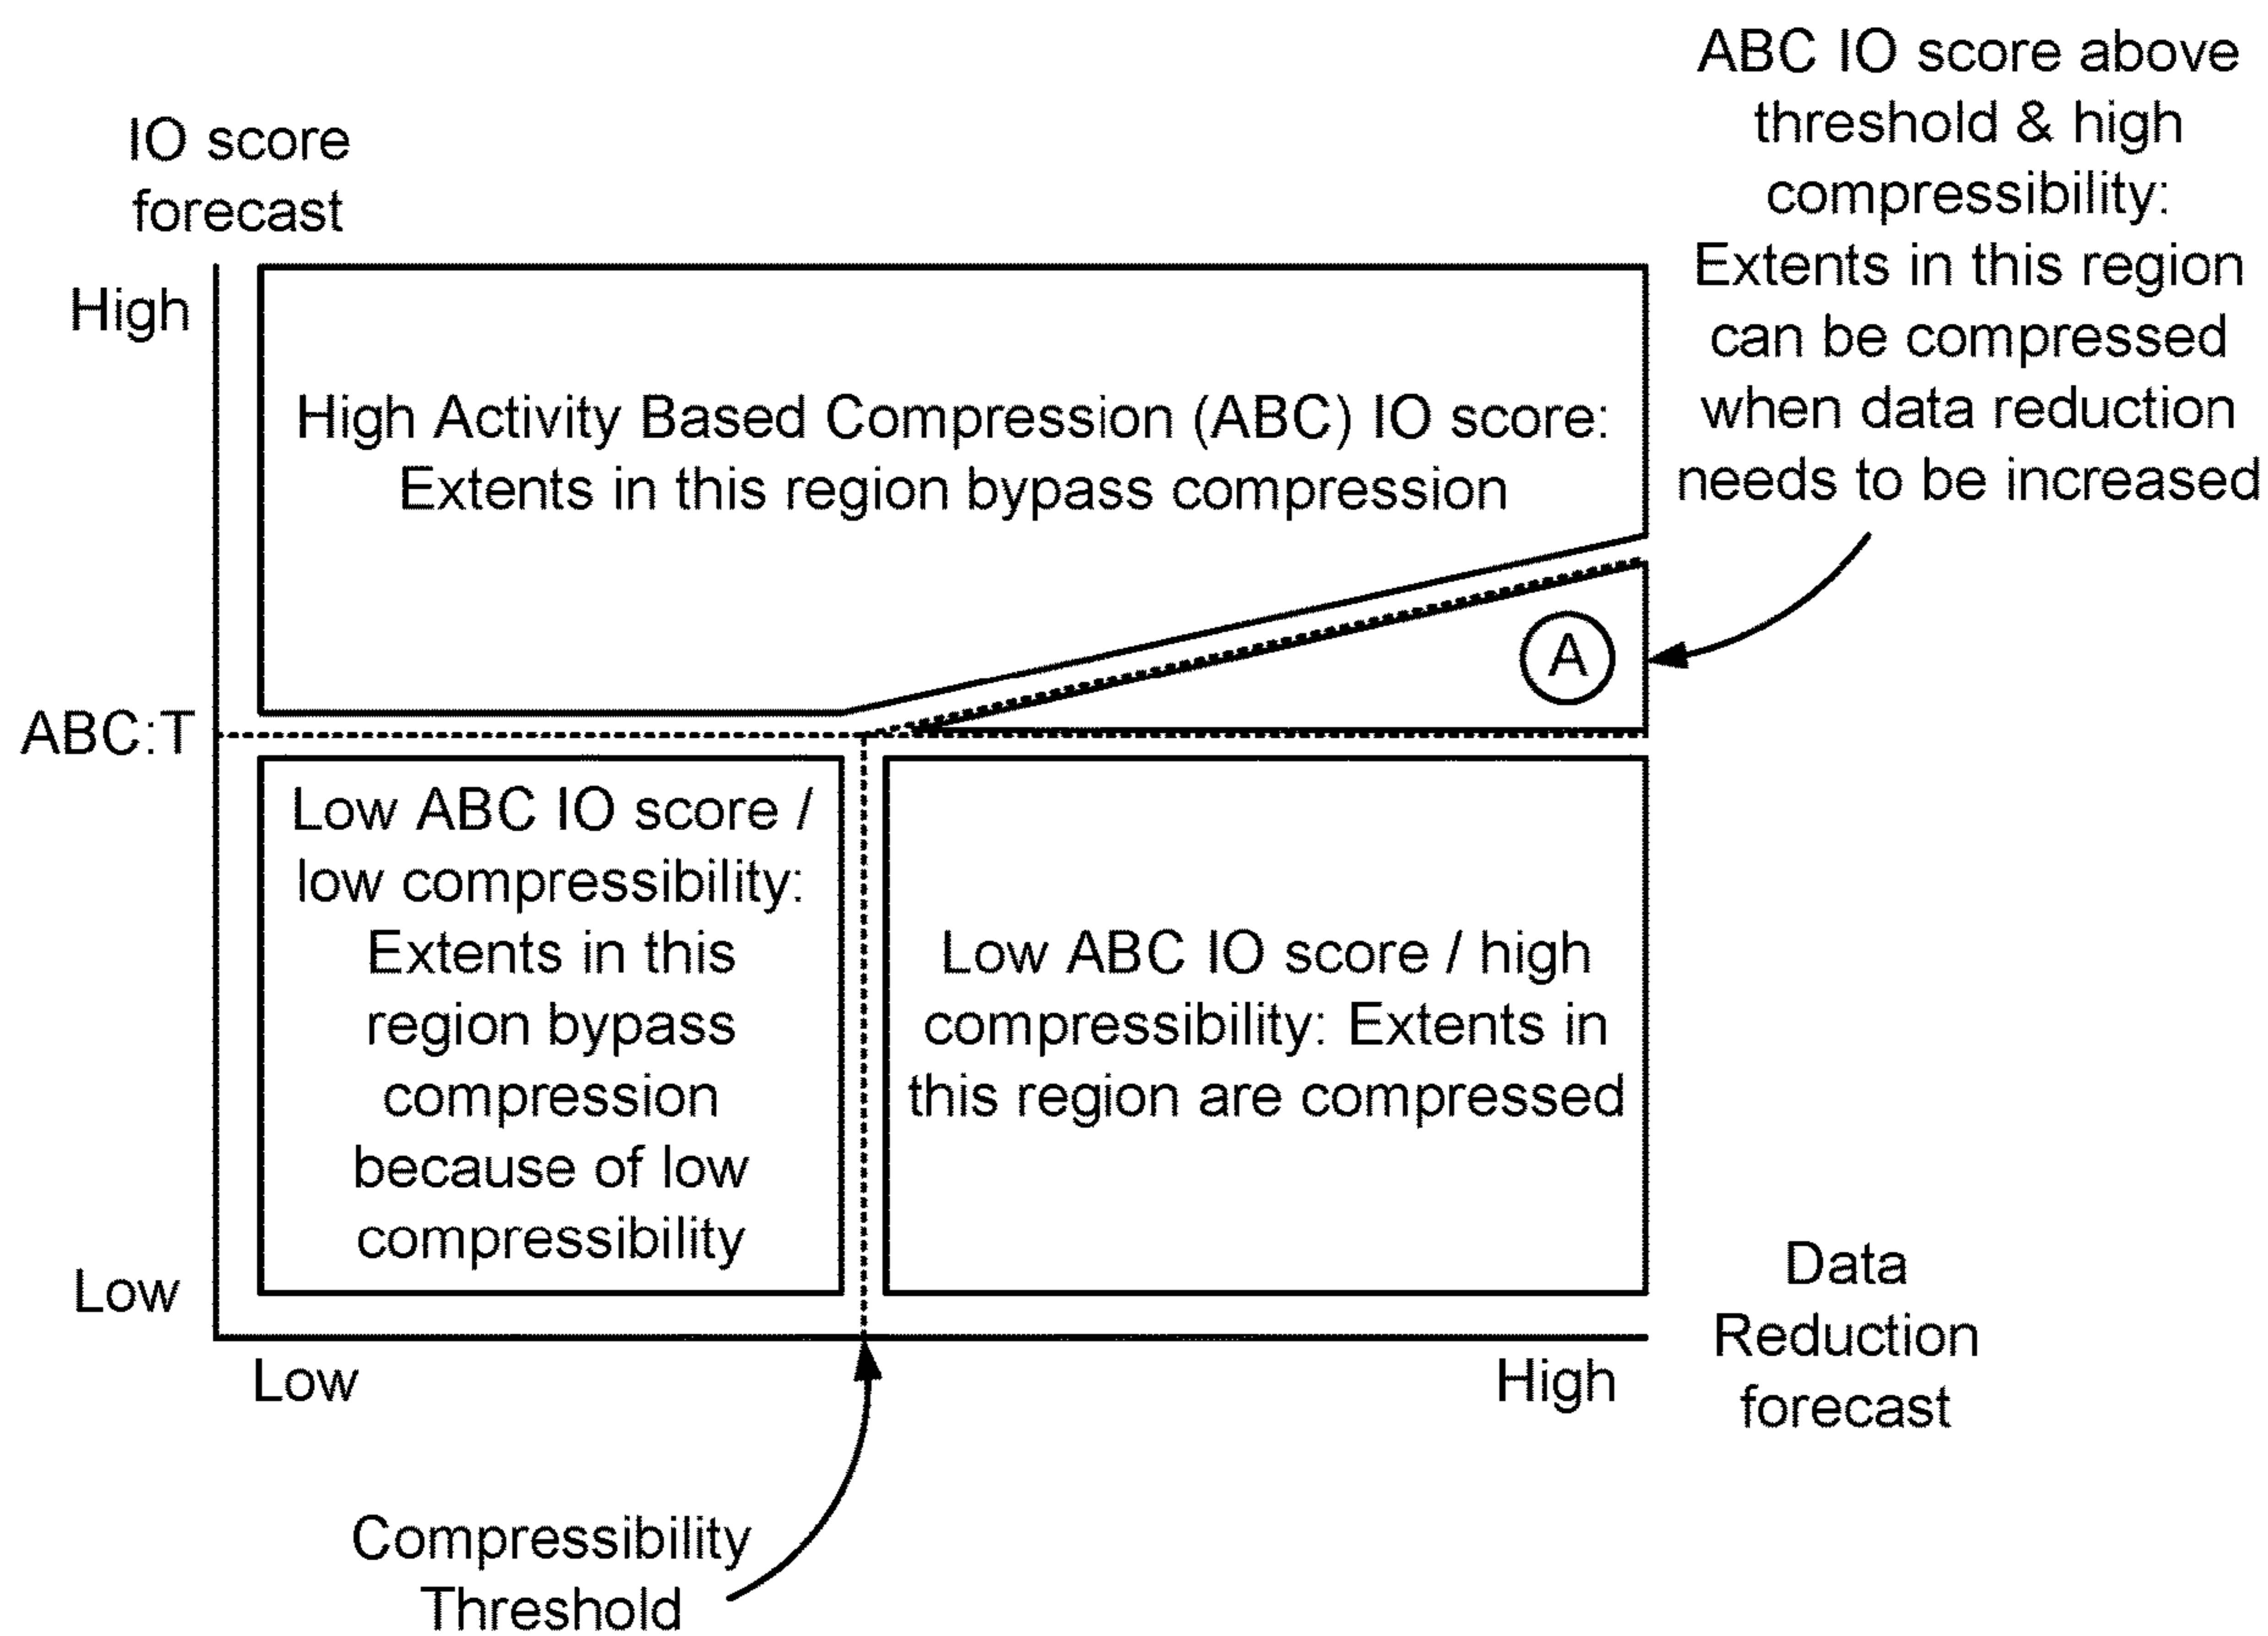 ABC IO score above
threshold & high
compressibility:
Extents in this region
can be compressed
when data reduction
needs to be increased
IO score
forecast
High
High Activity Based Compression (ABC) IO score:
Extents in this region bypass compression
A
ABC:T
Low ABC IO score /
low compressibility:
Extents in this
region bypass
compression
because of low
compressibility
Low ABC IO score / high
compressibility: Extents in
this region are compressed
Low
Low
High
Data
Reduction
forecast
Compressibility
Threshold